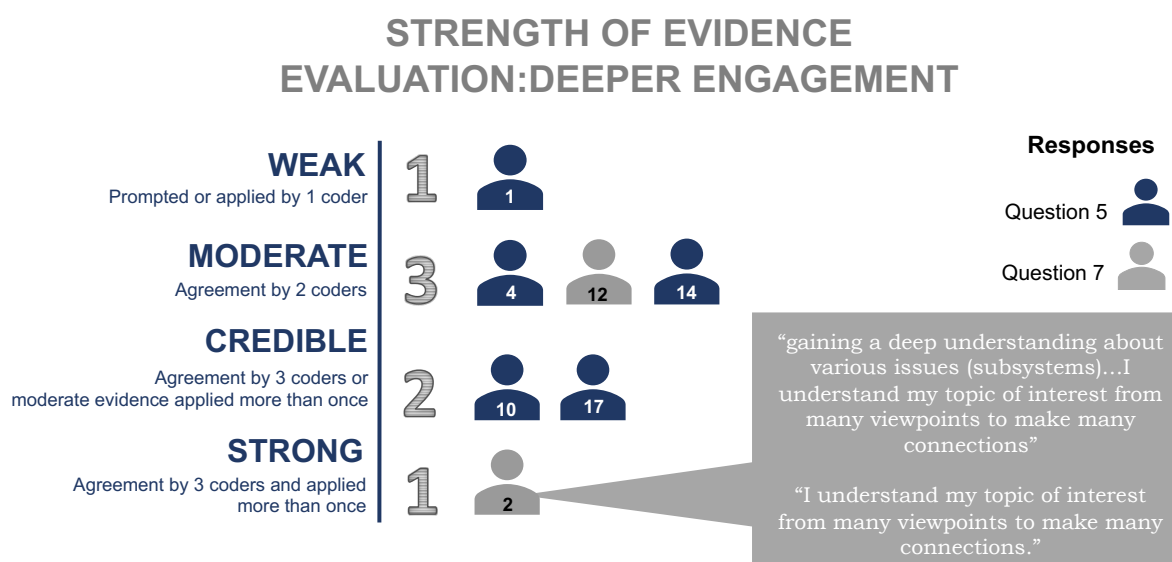 STRENGTH OF EVIDENCE
EVALUATION:DEEPER ENGAGEMENT
WEAK
Prompted or applied by 1 coder
1
1
MODERATE
Agreement by 2 coders
3
4
12
14
CREDIBLE
Agreement by 3 coders or
moderate evidence applied more than once
2
10
17
STRONG
Agreement by 3 coders and applied
more than once
1
2
Responses
Question 5
Question 7
“gaining a deep understanding about
various issues (subsystems)...I
understand my topic of interest from
many viewpoints to make many
connections”
“I understand my topic of interest
from many viewpoints to make many
connections.”